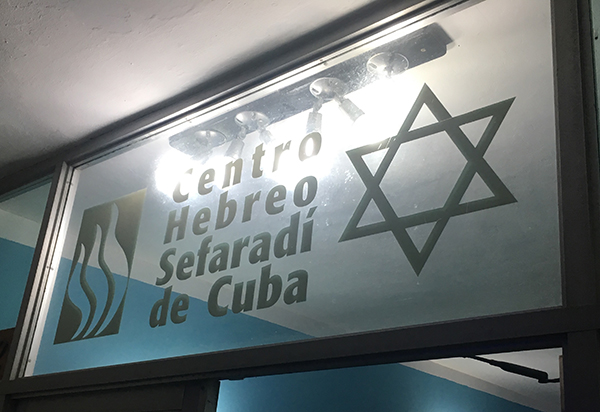 Centro
Hebreo
Sefaradí
de Cuba